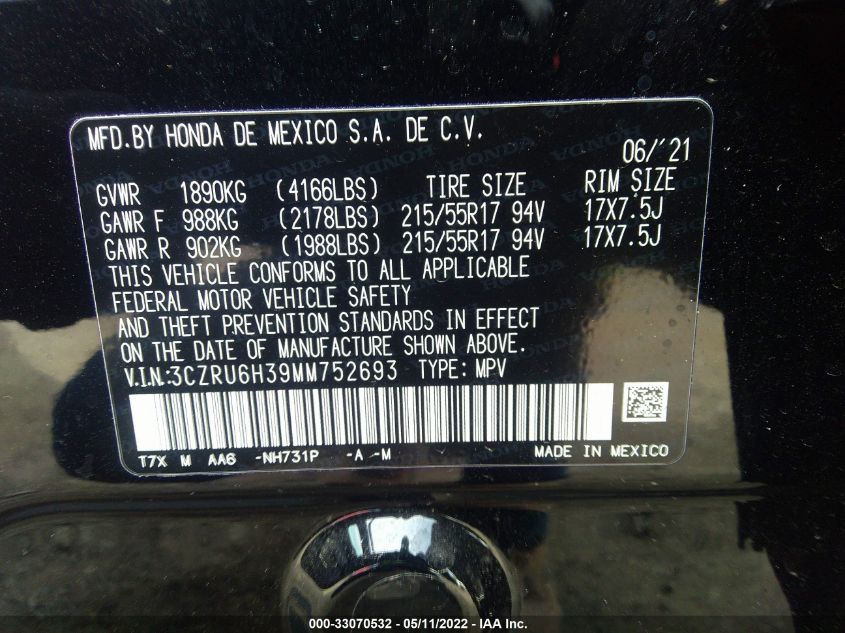 MFD.BY HONDA DE MEXICO S.A. DE C.V.
06/'21
GVWR 1890KG (4166LBS) TIRE SIZE RIM SIZE
GAWR F 988KG (2178LBS) 215/55R17 94V 17X7.5J
GAWR R 902KG (1988LBS) 215/55R17 94V 17X7.5J
THIS VEHICLE CONFORMS TO ALL APPLICABLE
FEDERAL MOTOR VEHICLE SAFETY
AND THEFT PREVENTION STANDARDS IN EFFECT
ON THE DATE OF MANUFACTURE SHOWN ABOVE.
V.I.N.:3CZRU6H39MM752693 TYPE: MPV
T7X M AA6 -NH731P -A -M MADE IN MEXICO
000-33070532 - 05/11/2022 - IAA Inc.